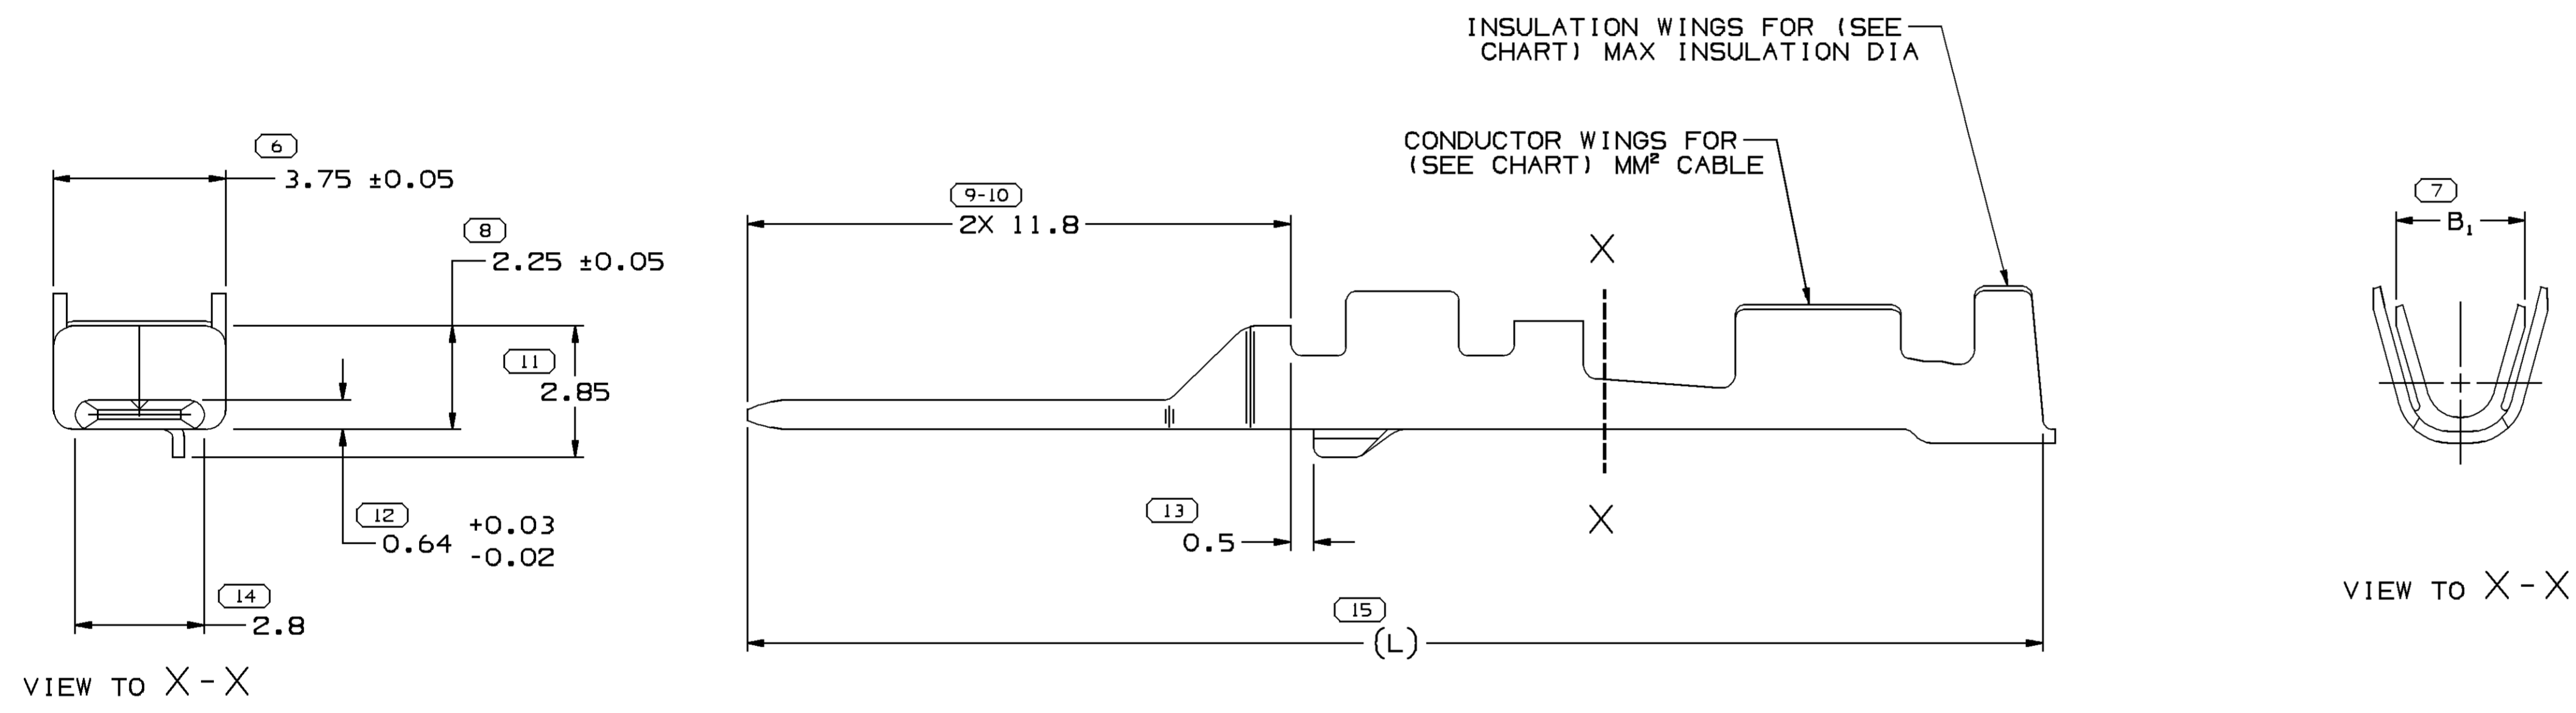 INSULATION WINGS FOR (SEE
CHART) MAX INSULATION DIA
CONDUCTOR WINGS FOR
(SEE CHART) MM² CABLE
6
3.75 ±0.05
8
2.25 ±0.05
11
2.85
12
0.64 +0.03
-0.02
14
2.8
VIEW TO X-X
9-10
2X 11.8
X
X
13
0.5
15
(L)
7
B₁
VIEW TO X-X